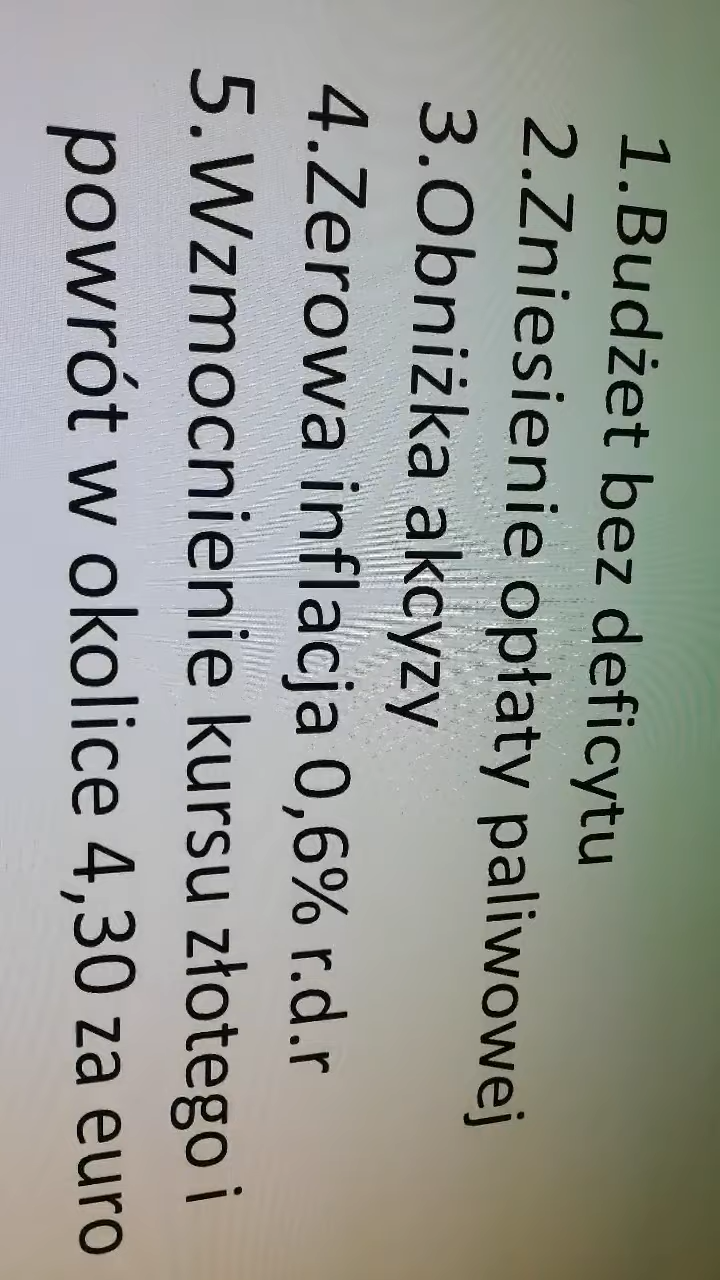 1.Budżet bez deficytu
2.Zniesienie opłaty paliwowej
3.Obniżka akcyzy
4.Zerowa inflacja 0,6% r.d.r
5.Wzmocnienie kursu złotego i
powrót w okolice 4,30 za euro